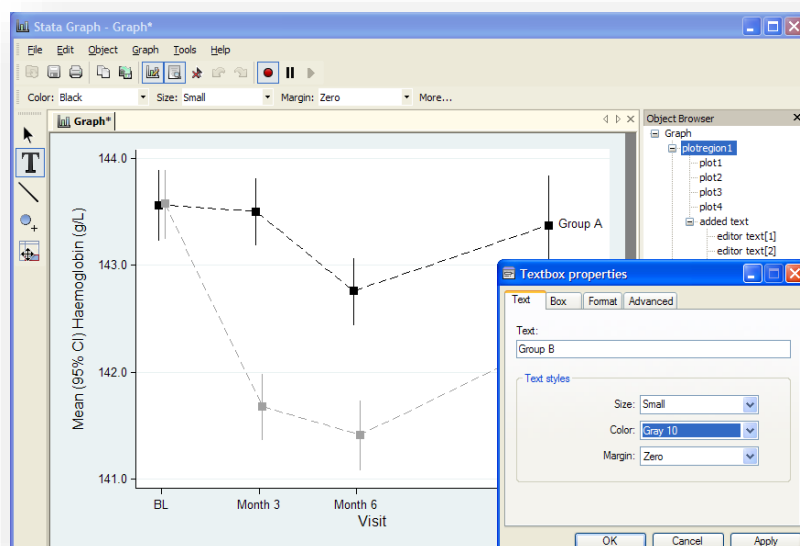 Stata Graph - Graph*
File Edit Object Graph Tools Help
Color: Black Size: Small Margin: Zero More...
Graph*
Object Browser
Graph
plotregion1
plot1
plot2
plot3
plot4
added text
editor text[1]
editor text[2]
144.0
143.0
142.0
141.0
Mean (95% CI) Haemoglobin (g/L)
Group A
BL Month 3 Month 6
Visit
Textbox properties
Text Box Format Advanced
Text:
Group B
Text styles
Size: Small
Color: Gray 10
Margin: Zero
OK Cancel Apply